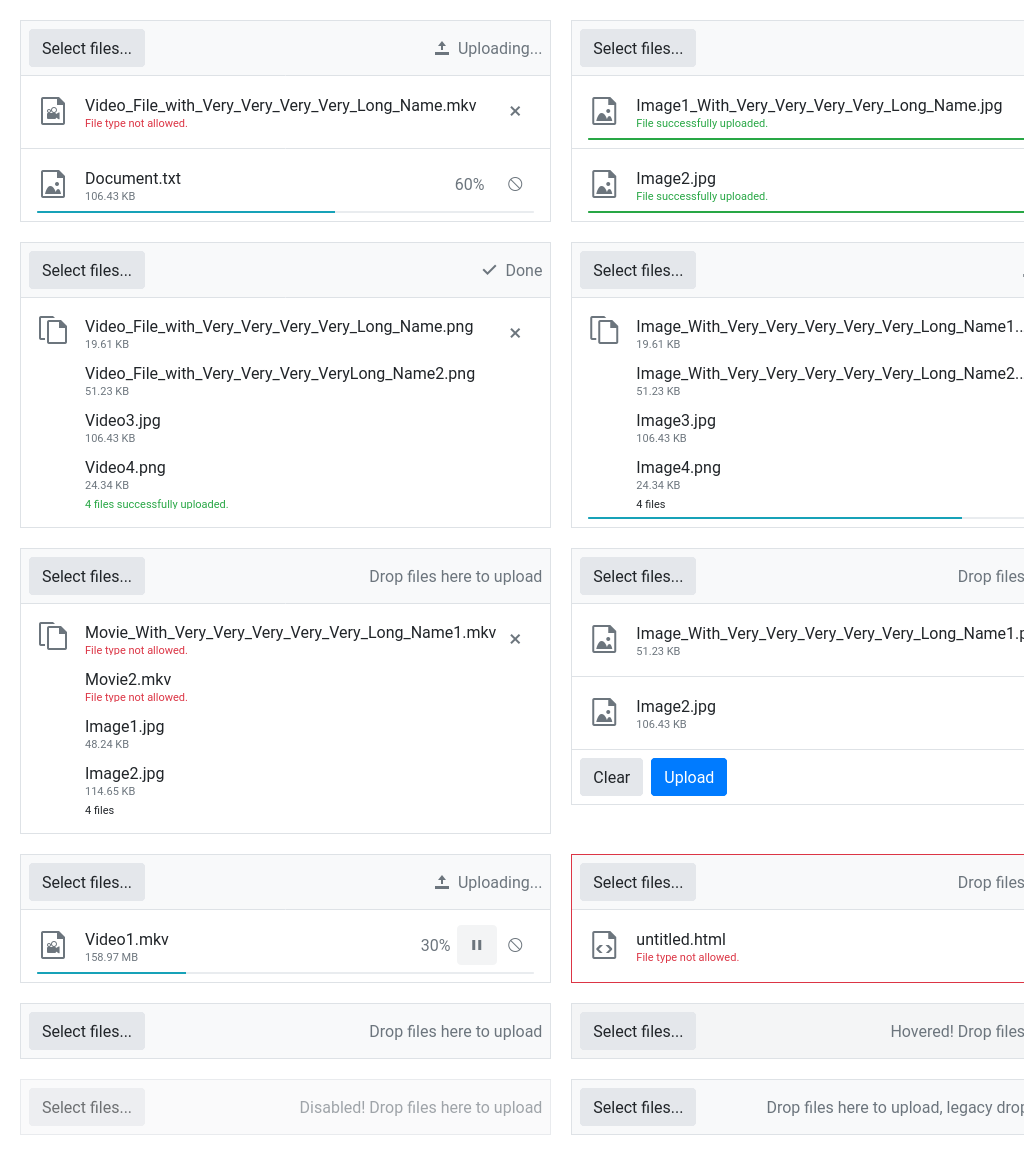 Select files...
Uploading...
Video_File_with_Very_Very_Very_Very_Long_Name.mkv
File type not allowed.
Document.txt
106.43 KB
60%
Select files...
Image1_With_Very_Very_Very_Very_Long_Name.jpg
File successfully uploaded.
Image2.jpg
File successfully uploaded.
Select files...
Done
Video_File_with_Very_Very_Very_Very_Long_Name.png
19.61 KB
Video_File_with_Very_Very_Very_VeryLong_Name2.png
51.23 KB
Video3.jpg
106.43 KB
Video4.png
24.34 KB
4 files successfully uploaded.
Select files...
Image_With_Very_Very_Very_Very_Very_Long_Name1..
19.61 KB
Image_With_Very_Very_Very_Very_Very_Long_Name2..
51.23 KB
Image3.jpg
106.43 KB
Image4.png
24.34 KB
4 files
Select files...
Drop files here to upload
Movie_With_Very_Very_Very_Very_Very_Long_Name1.mkv
File type not allowed.
Movie2.mkv
File type not allowed.
Image1.jpg
48.24 KB
Image2.jpg
114.65 KB
4 files
Select files...
Drop files
Image_With_Very_Very_Very_Very_Very_Long_Name1.p
51.23 KB
Image2.jpg
106.43 KB
Clear
Upload
Select files...
Uploading...
Video1.mkv
158.97 MB
30%
Select files...
Drop files
untitled.html
File type not allowed.
Select files...
Drop files here to upload
Select files...
Hovered! Drop files
Select files...
Disabled! Drop files here to upload
Select files...
Drop files here to upload, legacy drop